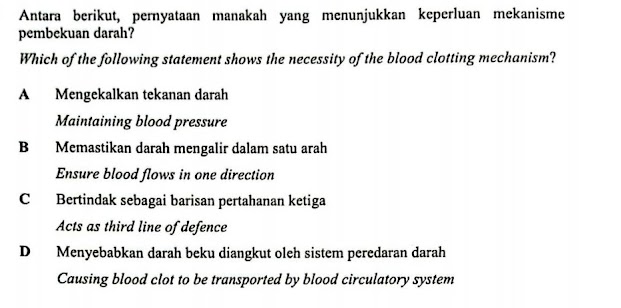 Antara berikut, pernyataan manakah yang menunjukkan keperluan mekanisme
pembekuan darah?
Which of the following statement shows the necessity of the blood clotting mechanism?
A Mengekalkan tekanan darah
Maintaining blood pressure
B Memastikan darah mengalir dalam satu arah
Ensure blood flows in one direction
C Bertindak sebagai barisan pertahanan ketiga
Acts as third line of defence
D Menyebabkan darah beku diangkut oleh sistem peredaran darah
Causing blood clot to be transported by blood circulatory system